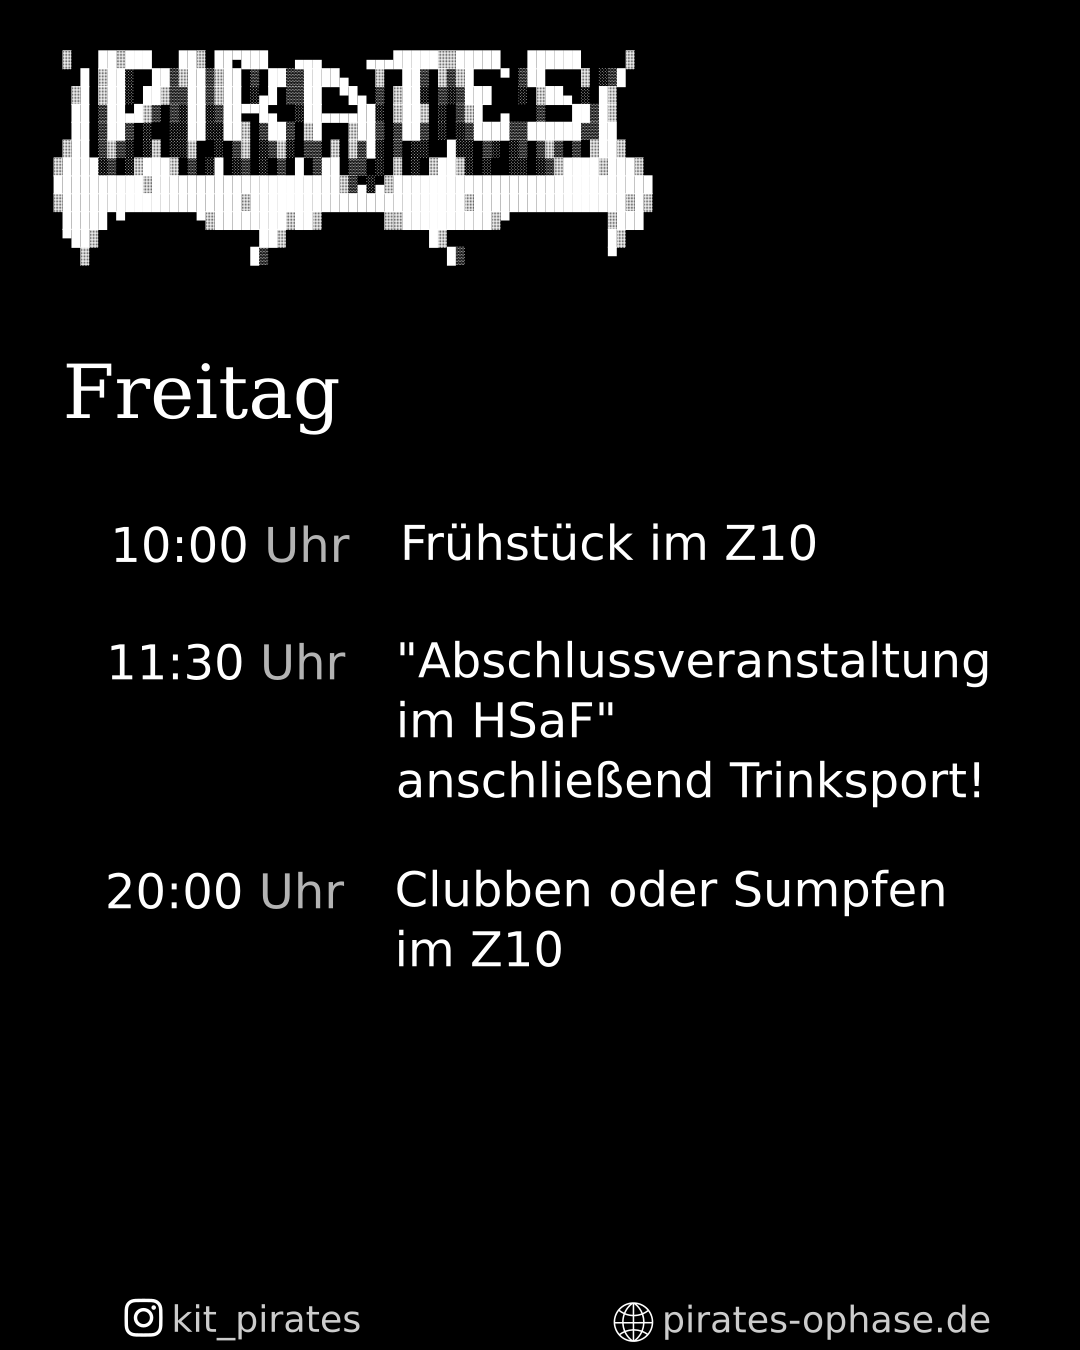 PIRATES!
Freitag
10:00 Uhr Frühstück im Z10
11:30 Uhr "Abschlussveranstaltung
im HSaF"
anschließend Trinksport!
20:00 Uhr Clubben oder Sumpfen
im Z10
kit_pirates pirates-ophase.de